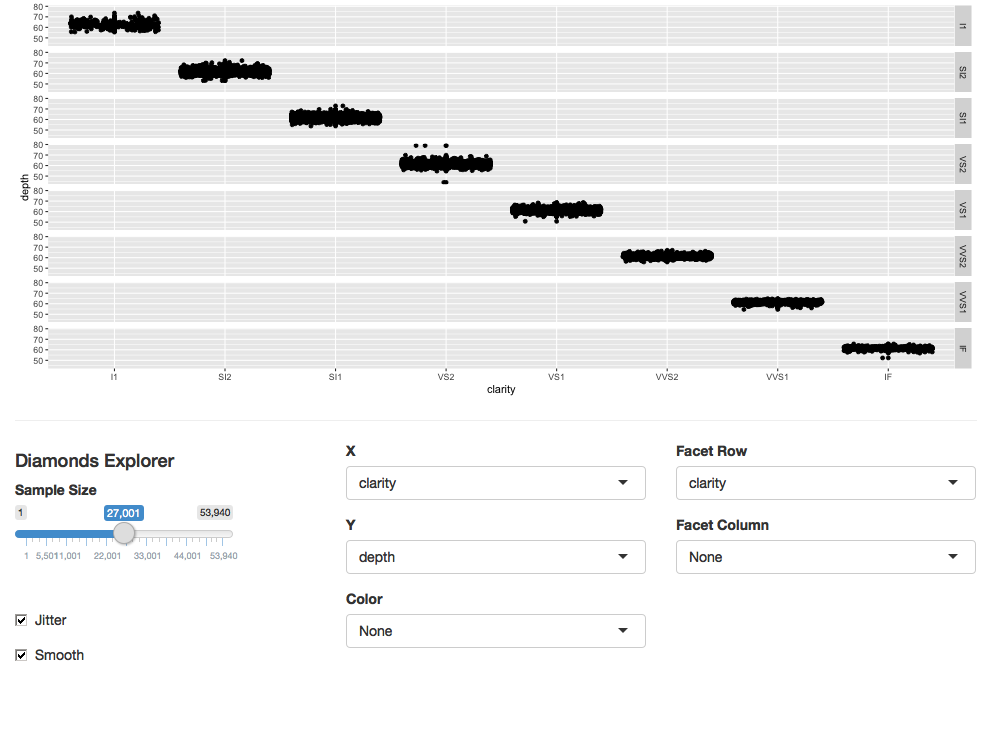 80
70
60
50
I1
80
70
60
50
SI2
80
70
60
50
SI1
80
70
60
50
VS2
depth
80
70
60
50
VS1
80
70
60
50
VVS2
80
70
60
50
VVS1
80
70
60
50
IF
I1 SI2 SI1 VS2 VS1 VVS2 VVS1 IF
clarity
Diamonds Explorer
Sample Size
1 27,001 53,940
1 5,501 11,001 22,001 33,001 44,001 53,940
Jitter
Smooth
X
clarity
Y
depth
Color
None
Facet Row
clarity
Facet Column
None